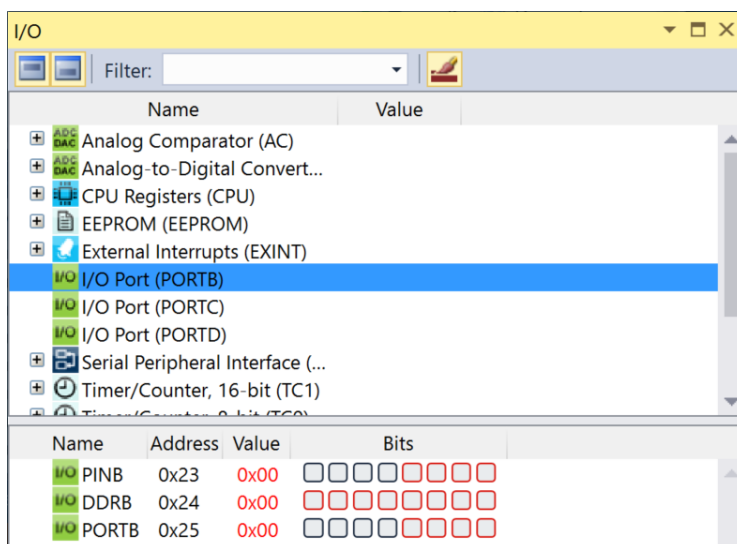 I/O
Filter:
Name Value
Analog Comparator (AC)
Analog-to-Digital Convert...
CPU Registers (CPU)
EEPROM (EEPROM)
External Interrupts (EXINT)
I/O I/O Port (PORTB)
I/O I/O Port (PORTC)
I/O I/O Port (PORTD)
Serial Peripheral Interface (...
Timer/Counter, 16-bit (TC1)
Name Address Value Bits
I/O PINB 0x23 0x00
I/O DDRB 0x24 0x00
I/O PORTB 0x25 0x00